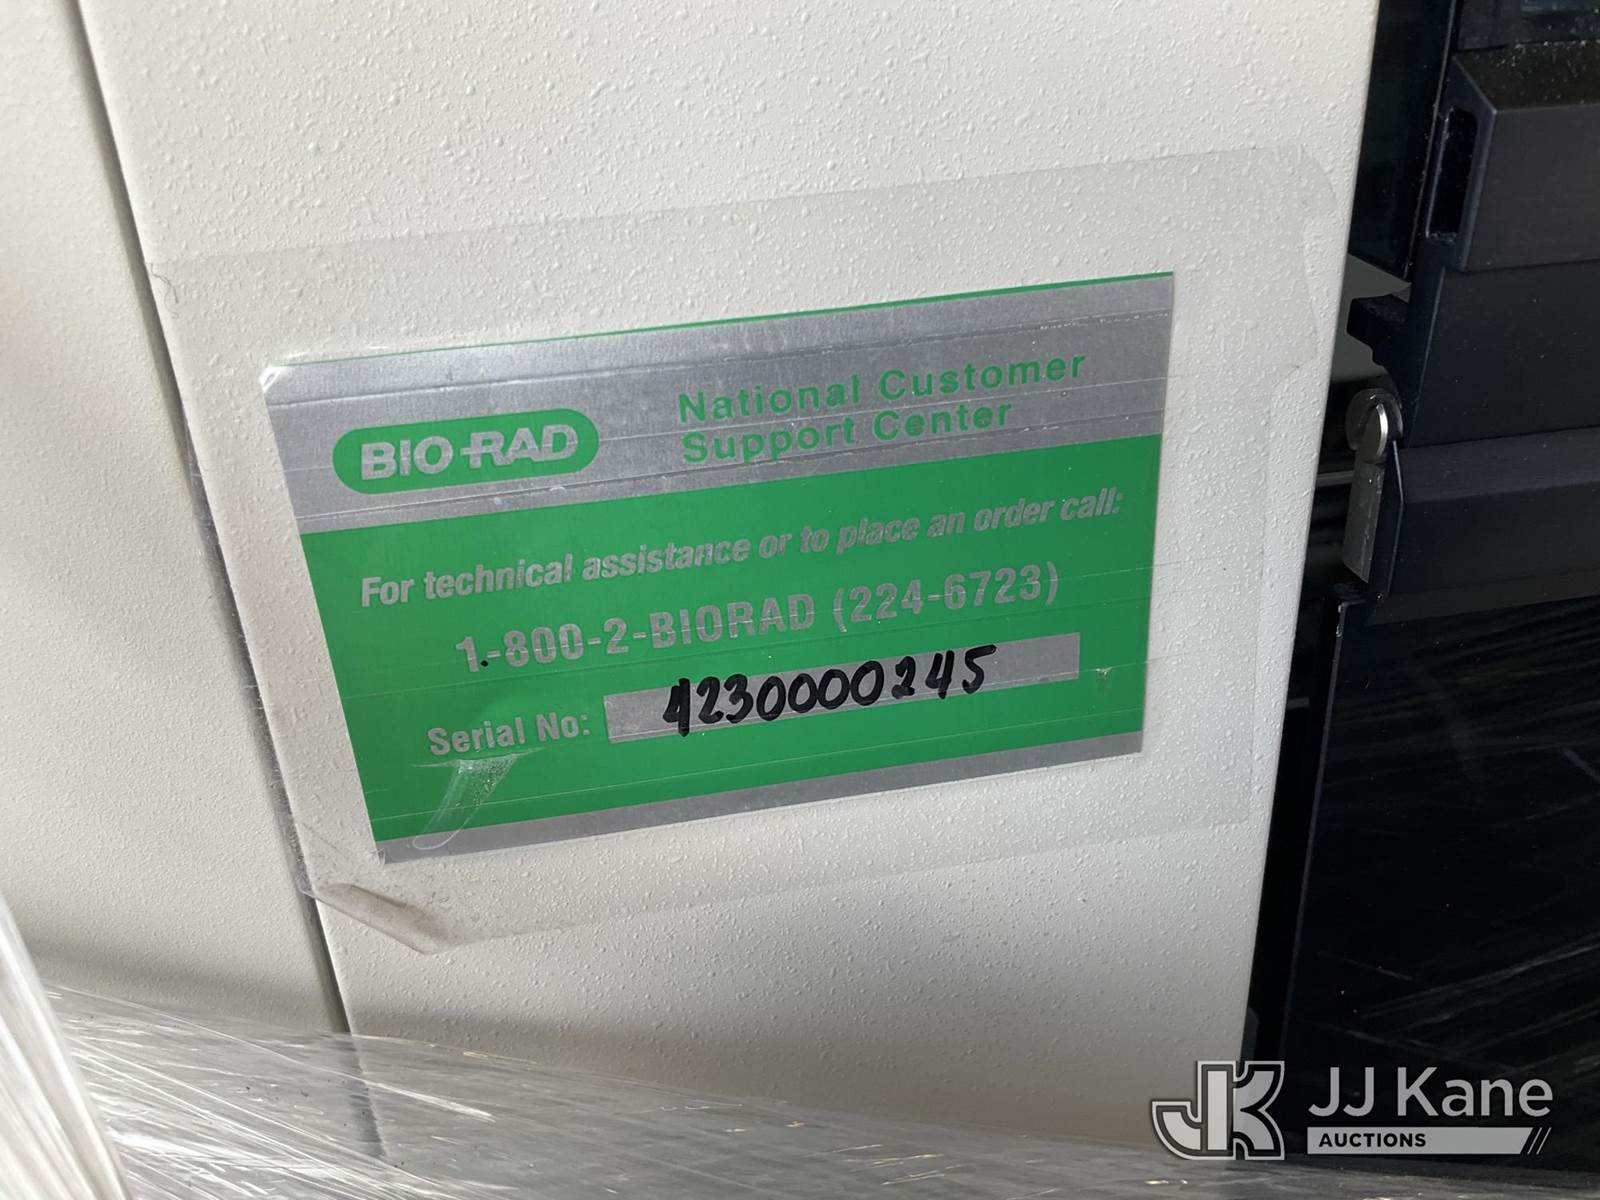 BIO-RAD
National Customer
Support Center
For technical assistance or to place an order call:
1-800-2-BIORAD (224-6723)
Serial No: 4230000245
JK JJ Kane
AUCTIONS